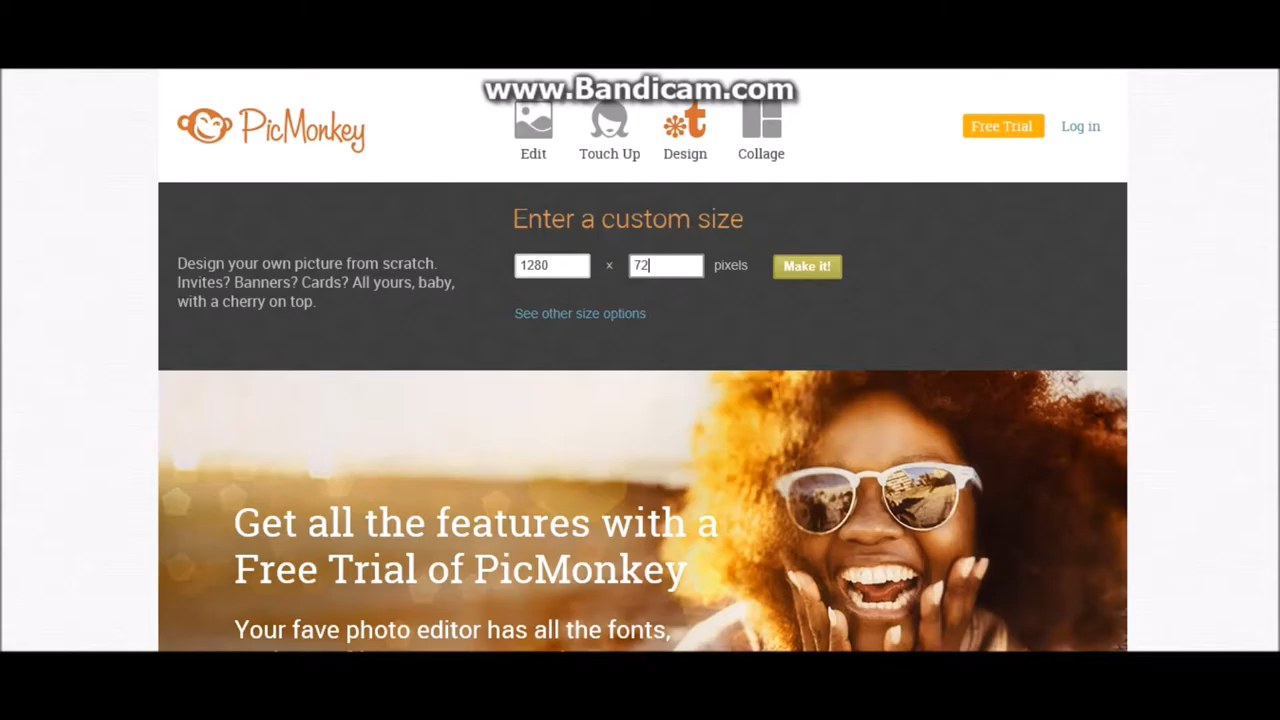 www.Bandicam.com
PicMonkey
Edit
Touch Up
Design
Collage
Free Trial
Log in
Enter a custom size
Design your own picture from scratch.
Invites? Banners? Cards? All yours, baby,
with a cherry on top.
1280 x 72 pixels
Make it!
See other size options
Get all the features with a
Free Trial of PicMonkey
Your fave photo editor has all the fonts,